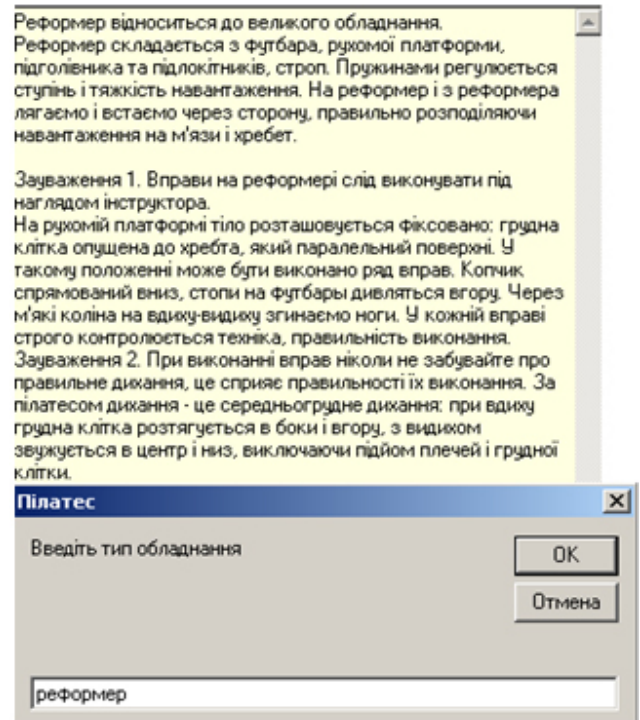 Реформер відноситься до великого обладнання.
Реформер складається з футбара, рухомої платформи,
підголівника та підлокітників, строп. Пружинами регулюється
ступінь і тяжкість навантаження. На реформер і з реформера
лягаємо і встаємо через сторону, правильно розподіляючи
навантаження на м'язи і хребет.
Зауваження 1. Вправи на реформері слід виконувати під
наглядом інструктора.
На рухомій платформі тіло розташовується фіксовано: грудна
клітка опущена до хребта, який паралельний поверхні. У
такому положенні може бути виконано ряд вправ. Копчик
спрямований вниз, стопи на футбары дивляться вгору. Через
м'які коліна на вдиху-видиху згинаємо ноги. У кожній вправі
строго контролюється техніка, правильність виконання.
Зауваження 2. При виконанні вправ ніколи не забувайте про
правильне дихання, це сприяє правильності їх виконання. За
пілатесом дихання - це середньогрудне дихання: при вдиху
грудна клітка розтягується в боки і вгору, з видихом
звужується в центр і низ, виключаючи підйом плечей і грудної
клітки.
Пілатес
Введіть тип обладнання
OK
Отмена
реформер